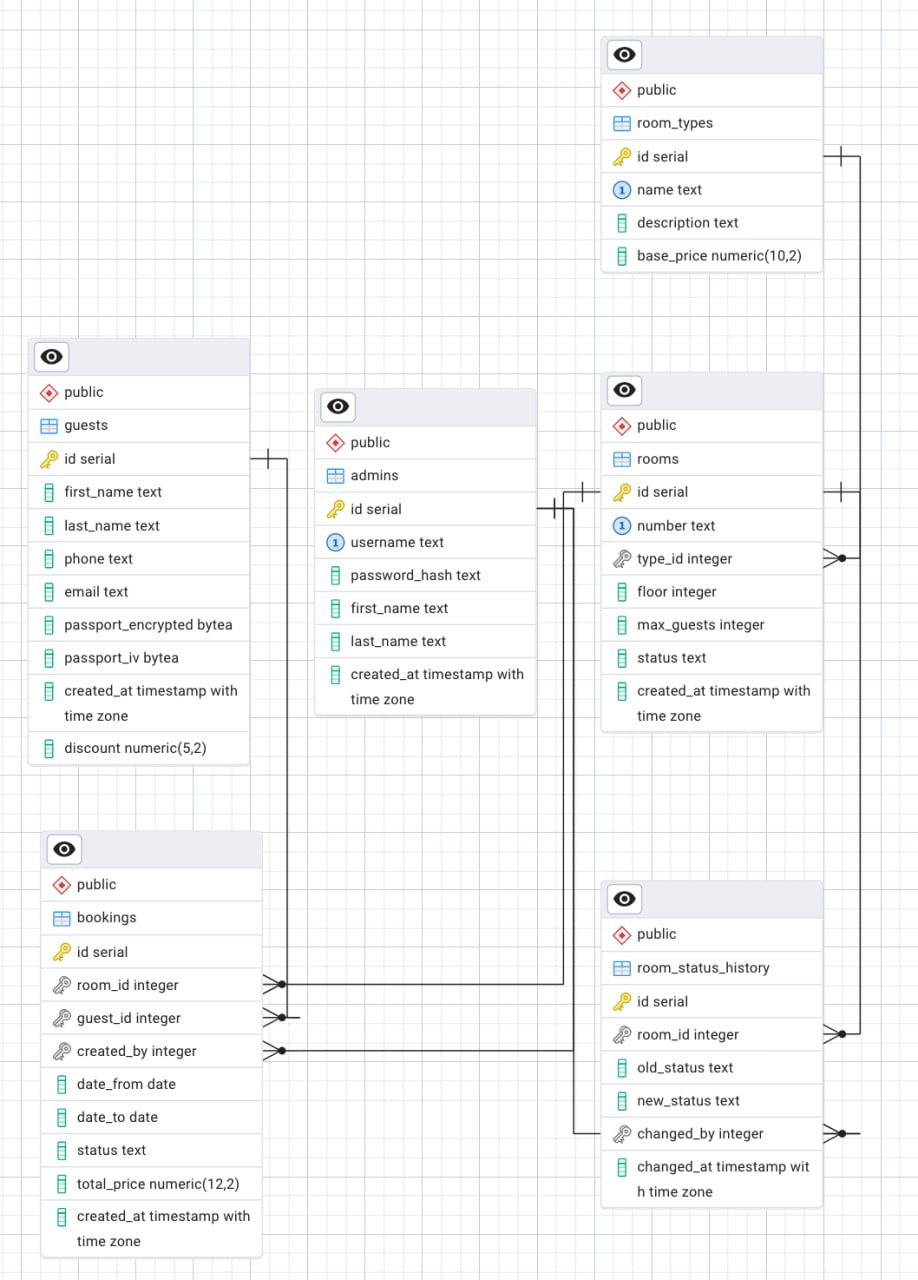 public
room_types
id serial
1 name text
description text
base_price numeric(10,2)
public
guests
id serial
first_name text
last_name text
phone text
email text
passport_encrypted bytea
passport_iv bytea
created_at timestamp with
time zone
discount numeric(5,2)
public
admins
id serial
1 username text
password_hash text
first_name text
last_name text
created_at timestamp with
time zone
public
rooms
id serial
1 number text
type_id integer
floor integer
max_guests integer
status text
created_at timestamp with
time zone
public
bookings
id serial
room_id integer
guest_id integer
created_by integer
date_from date
date_to date
status text
total_price numeric(12,2)
created_at timestamp with
time zone
public
room_status_history
id serial
room_id integer
old_status text
new_status text
changed_by integer
changed_at timestamp wit
h time zone